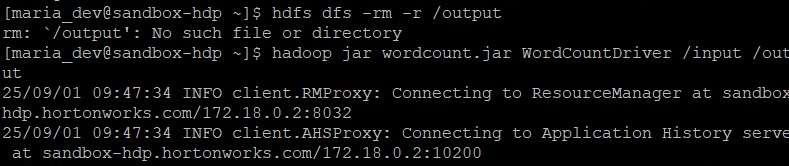 [maria_dev@sandbox-hdp ~]$ hdfs dfs -rm -r /output
rm: `/output': No such file or directory
[maria_dev@sandbox-hdp ~]$ hadoop jar wordcount.jar WordCountDriver /input /out
ut
25/09/01 09:47:34 INFO client.RMProxy: Connecting to ResourceManager at sandbox
hdp.hortonworks.com/172.18.0.2:8032
25/09/01 09:47:34 INFO client.AHSProxy: Connecting to Application History serve
 at sandbox-hdp.hortonworks.com/172.18.0.2:10200